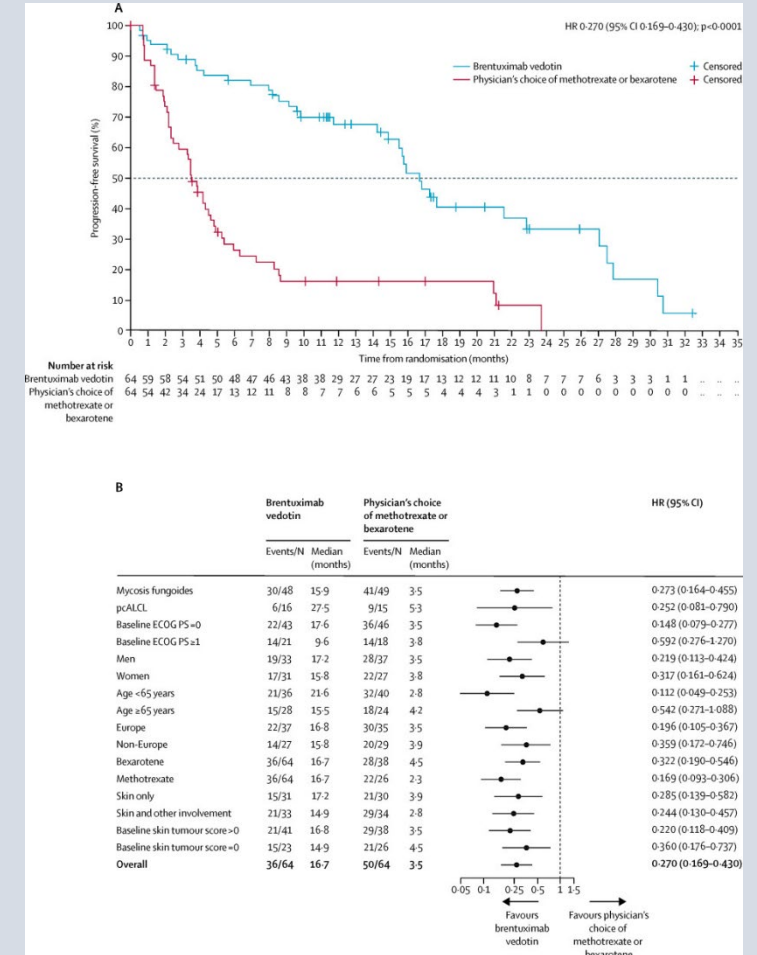 A
HR 0·270 (95% CI 0·169–0·430); p<0·0001
Brentuximab vedotin + Censored
Physician's choice of methotrexate or bexarotene + Censored
Progression-free survival (%)
100
90
80
70
60
50
40
30
20
10
0
0 1 2 3 4 5 6 7 8 9 10 11 12 13 14 15 16 17 18 19 20 21 22 23 24 25 26 27 28 29 30 31 32 33 34 35
Time from randomisation (months)
Number at risk
Brentuximab vedotin 64 59 58 54 51 50 48 47 46 43 38 38 29 27 27 23 19 17 13 12 12 11 10 8 7 7 7 6 3 3 3 1 1 .. .. ..
Physician's choice of 64 54 42 34 24 17 13 12 11 8 8 7 7 6 6 5 5 5 4 4 4 3 1 1 0 0 0 0 0 0 0 0 0 .. .. ..
methotrexate or
bexarotene
B
Brentuximab vedotin
Physician's choice of methotrexate or bexarotene
HR (95% CI)
Events/N Median (months) Events/N Median (months)
Mycosis fungoides 30/48 15·9 41/49 3·5 0·273 (0·164–0·455)
pcALCL 6/16 27·5 9/15 5·3 0·252 (0·081–0·790)
Baseline ECOG PS=0 22/43 17·6 36/46 3·5 0·148 (0·079–0·277)
Baseline ECOG PS≥1 14/21 9·6 14/18 3·8 0·592 (0·276–1·270)
Men 19/33 17·2 28/37 3·5 0·219 (0·113–0·424)
Women 17/31 15·8 22/27 3·8 0·317 (0·161–0·624)
Age <65 years 21/36 21·6 32/40 2·8 0·112 (0·049–0·253)
Age ≥65 years 15/28 15·5 18/24 4·2 0·542 (0·271–1·088)
Europe 22/37 16·8 30/35 3·5 0·196 (0·105–0·367)
Non-Europe 14/27 15·8 20/29 3·9 0·359 (0·172–0·746)
Bexarotene 36/64 16·7 28/38 4·5 0·322 (0·190–0·546)
Methotrexate 36/64 16·7 22/26 2·3 0·169 (0·093–0·306)
Skin only 15/31 17·2 21/30 3·9 0·285 (0·139–0·582)
Skin and other involvement 21/33 14·9 29/34 2·8 0·244 (0·130–0·457)
Baseline skin tumour score>0 21/41 16·8 29/38 3·5 0·220 (0·118–0·409)
Baseline skin tumour score=0 15/23 14·9 21/26 4·5 0·360 (0·176–0·737)
Overall 36/64 16·7 50/64 3·5 0·270 (0·169–0·430)
0·05 0·1 0·25 0·5 1 1·5
Favours brentuximab vedotin
Favours physician's choice of methotrexate or bexarotene